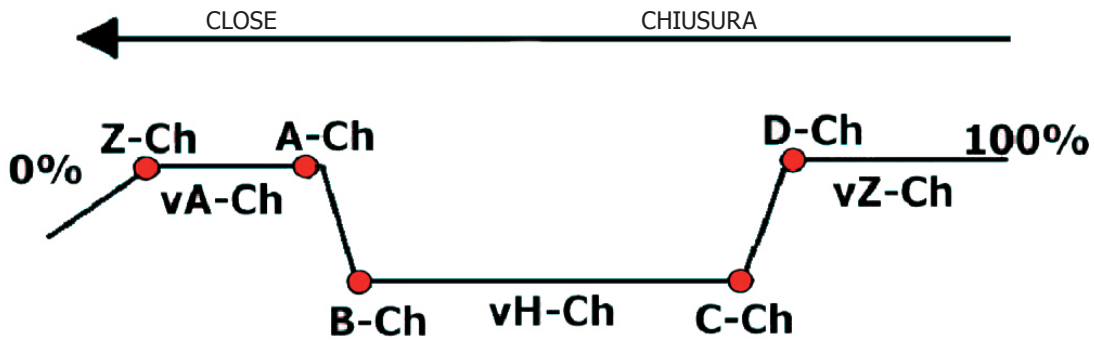 CLOSE CHIUSURA
Z-Ch A-Ch D-Ch 100%
0% vA-Ch vZ-Ch
B-Ch vH-Ch C-Ch